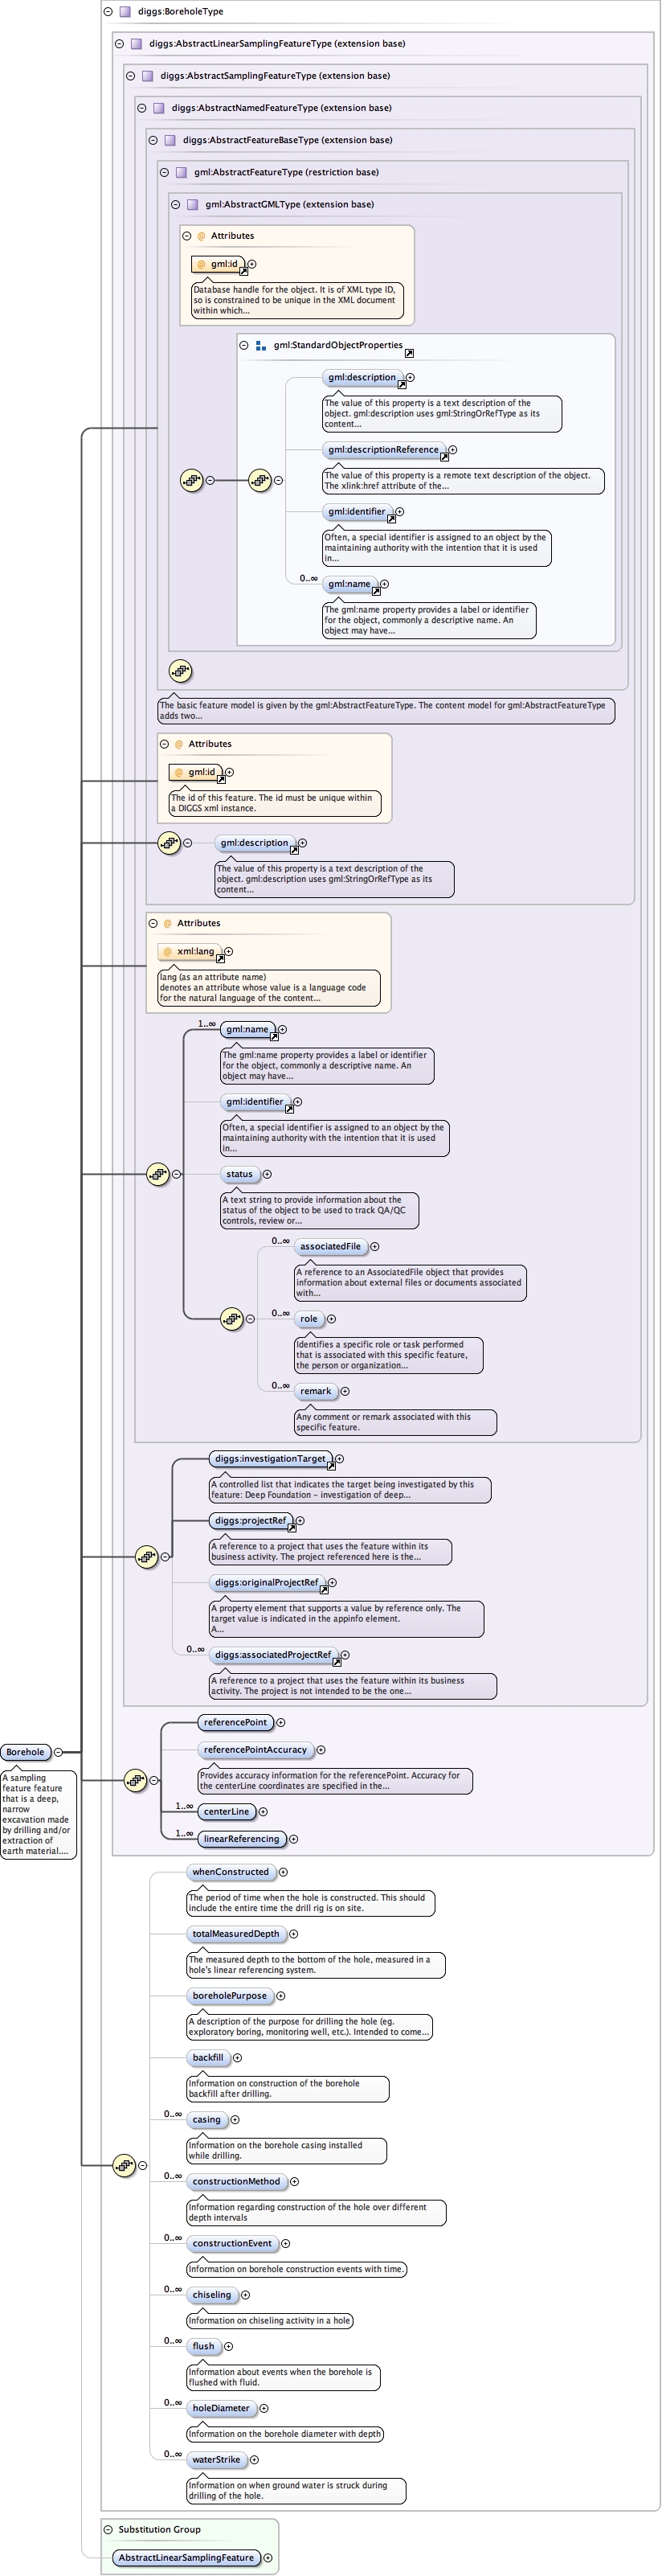 diggs:BoreholeType
diggs:AbstractLinearSamplingFeatureType (extension base)
diggs:AbstractSamplingFeatureType (extension base)
diggs:AbstractNamedFeatureType (extension base)
diggs:AbstractFeatureBaseType (extension base)
gml:AbstractFeatureType (restriction base)
gml:AbstractGMLType (extension base)
@ Attributes
@ gml:id
Database handle for the object. It is of XML type ID,
so is constrained to be unique in the XML document
within which...
gml:StandardObjectProperties
gml:description
The value of this property is a text description of the
object. gml:description uses gml:StringOrRefType as its
content...
gml:descriptionReference
The value of this property is a remote text description of the object.
The xlink:href attribute of the...
gml:identifier
Often, a special identifier is assigned to an object by the
maintaining authority with the intention that it is used
in...
0..∞
gml:name
The gml:name property provides a label or identifier
for the object, commonly a descriptive name. An
object may have...
The basic feature model is given by the gml:AbstractFeatureType. The content model for gml:AbstractFeatureType
adds two...
@ Attributes
@ gml:id
The id of this feature. The id must be unique within
a DIGGS xml instance.
gml:description
The value of this property is a text description of the
object. gml:description uses gml:StringOrRefType as its
content...
@ Attributes
@ xml:lang
lang (as an attribute name)
denotes an attribute whose value is a language code
for the natural language of the content...
1..∞
gml:name
The gml:name property provides a label or identifier
for the object, commonly a descriptive name. An
object may have...
gml:identifier
Often, a special identifier is assigned to an object by the
maintaining authority with the intention that it is used
in...
status
A text string to provide information about the
status of the object to be used to track QA/QC
controls, review or...
0..∞
associatedFile
A reference to an AssociatedFile object that provides
information about external files or documents associated
with...
0..∞
role
Identifies a specific role or task performed
that is associated with this specific feature,
the person or organization...
0..∞
remark
Any comment or remark associated with this
specific feature.
diggs:investigationTarget
A controlled list that indicates the target being investigated by this
feature: Deep Foundation - investigation of deep...
diggs:projectRef
A reference to a project that uses the feature within its
business activity. The project referenced here is the...
diggs:originalProjectRef
A property element that supports a value by reference only. The
target value is indicated in the appinfo element.
A...
0..∞
diggs:associatedProjectRef
A reference to a project that uses the feature within its business
activity. The project is not intended to be the one...
Borehole
A sampling
feature feature
that is a deep,
narrow
excavation made
by drilling and/or
extraction of
earth material....
referencePoint
referencePointAccuracy
Provides accuracy information for the referencePoint. Accuracy for
the centerLine coordinates are specified in the...
1..∞
centerLine
1..∞
linearReferencing
whenConstructed
The period of time when the hole is constructed. This should
include the entire time the drill rig is on site.
totalMeasuredDepth
The measured depth to the bottom of the hole, measured in a
hole's linear referencing system.
boreholePurpose
A description of the purpose for drilling the hole (eg.
exploratory boring, monitoring well, etc.). Intended to come...
backfill
Information on construction of the borehole
backfill after drilling.
0..∞
casing
Information on the borehole casing installed
while drilling.
0..∞
constructionMethod
Information regarding construction of the hole over different
depth intervals
0..∞
constructionEvent
Information on borehole construction events with time.
0..∞
chiseling
Information on chiseling activity in a hole
0..∞
flush
Information about events when the borehole is
flushed with fluid.
0..∞
holeDiameter
Information on the borehole diameter with depth
0..∞
waterStrike
Information on when ground water is struck during
drilling of the hole.
Substitution Group
AbstractLinearSamplingFeature